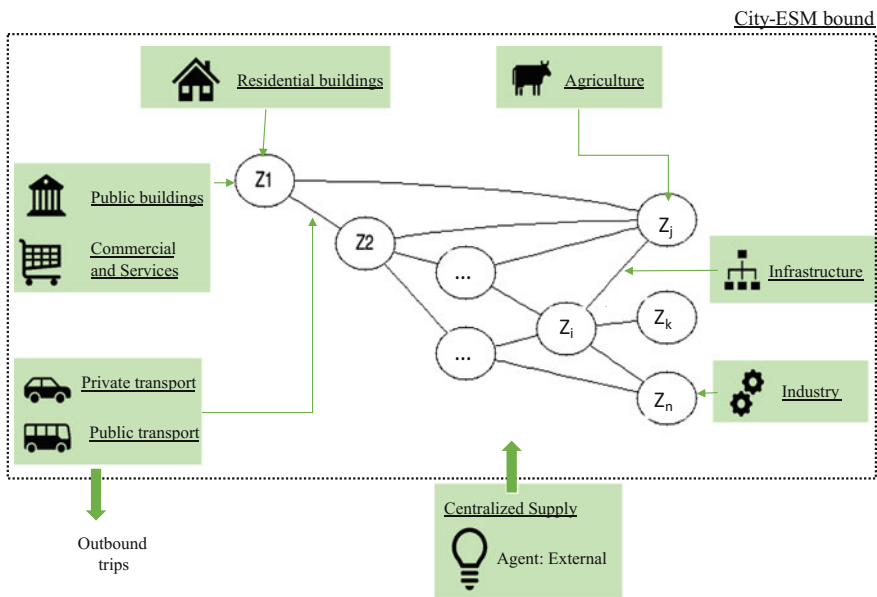 City-ESM bound
Residential buildings
Agriculture
Public buildings
Commercial
and Services
Z1
Z2
...
...
Zj
Zi
Zk
Zn
Infrastructure
Industry
Private transport
Public transport
Outbound
trips
Centralized Supply
Agent: External